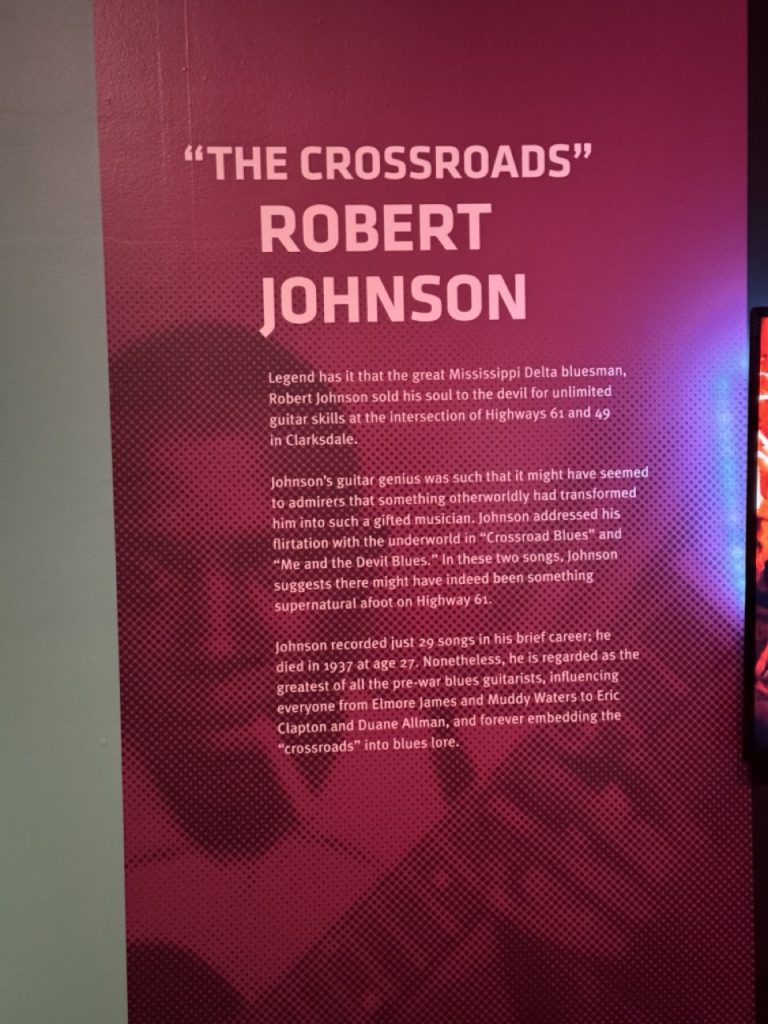 “THE CROSSROADS”
ROBERT
JOHNSON
Legend has it that the great Mississippi Delta bluesman,
Robert Johnson sold his soul to the devil for unlimited
guitar skills at the intersection of Highways 61 and 49
in Clarksdale.
Johnson’s guitar genius was such that it might have seemed
to admirers that something otherworldly had transformed
him into such a gifted musician. Johnson addressed his
flirtation with the underworld in “Crossroad Blues” and
“Me and the Devil Blues.” In these two songs, Johnson
suggests there might have indeed been something
supernatural afoot on Highway 61.
Johnson recorded just 29 songs in his brief career; he
died in 1937 at age 27. Nonetheless, he is regarded as the
greatest of all the pre-war blues guitarists, influencing
everyone from Elmore James and Muddy Waters to Eric
Clapton and Duane Allman, and forever embedding the
“crossroads” into blues lore.